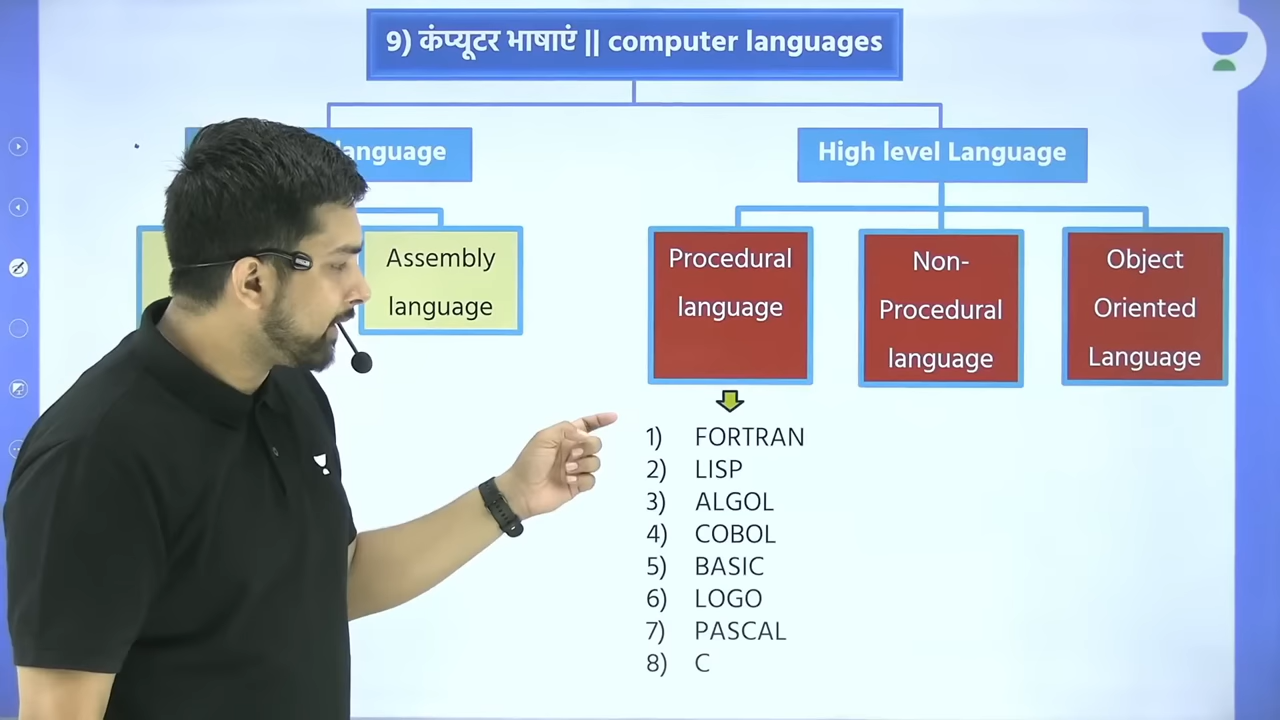 9) कंप्यूटर भाषाएं || computer languages
language
High level Language
Assembly
language
Procedural
language
Non-
Procedural
language
Object
Oriented
Language
1) FORTRAN
2) LISP
3) ALGOL
4) COBOL
5) BASIC
6) LOGO
7) PASCAL
8) C